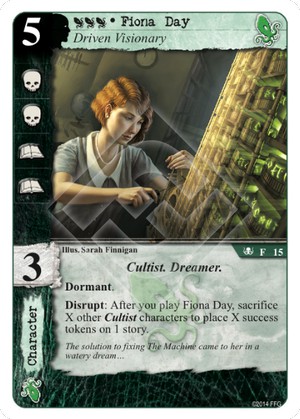 5
• Fiona Day
Driven Visionary
Illus. Sarah Finnigan
F 15
3
Cultist. Dreamer.
Dormant.
Disrupt: After you play Fiona Day, sacrifice
X other Cultist characters to place X success
tokens on 1 story.
The solution to fixing The Machine came to her in a
watery dream…
Character
©2014 FFG